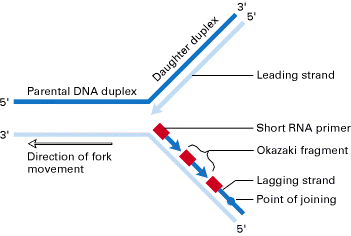 3'
5'
Daughter duplex
Leading strand
Parental DNA duplex
5'
3'
Short RNA primer
Okazaki fragment
Direction of fork
movement
Lagging strand
Point of joining
3'
5'